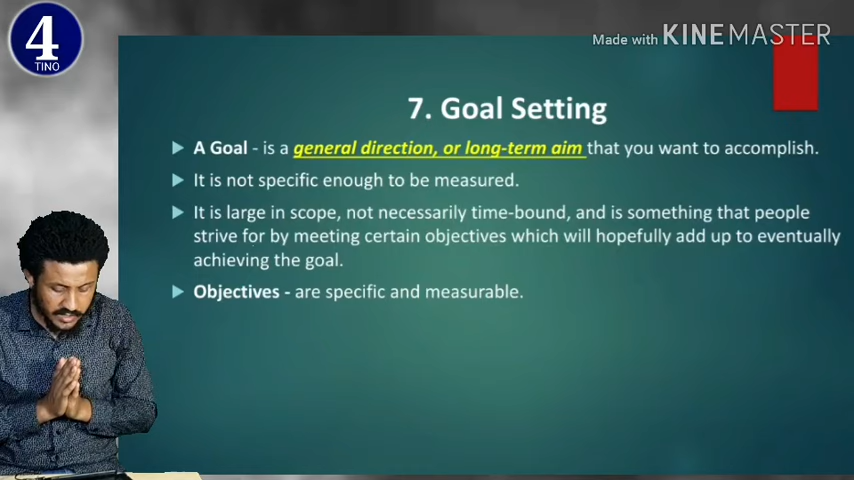 4
TINO
Made with KINEMASTER
7. Goal Setting
A Goal - is a general direction, or long-term aim that you want to accomplish.
It is not specific enough to be measured.
It is large in scope, not necessarily time-bound, and is something that people
strive for by meeting certain objectives which will hopefully add up to eventually
achieving the goal.
Objectives - are specific and measurable.